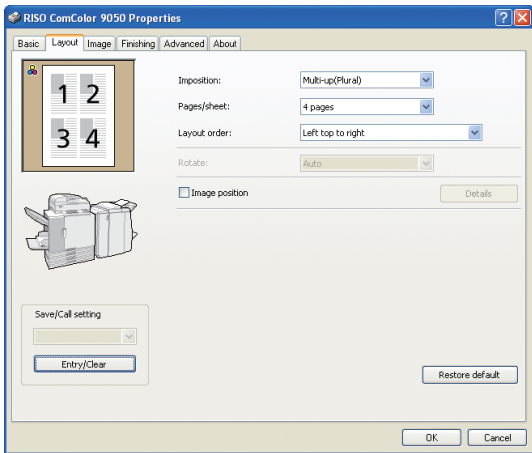 RISO ComColor 9050 Properties
Basic Layout Image Finishing Advanced About
1 2
3 4
Imposition: Multi-up(Plural)
Pages/sheet: 4 pages
Layout order: Left top to right
Rotate: Auto
Image position Details
Save/Call setting
Entry/Clear
Restore default
OK Cancel